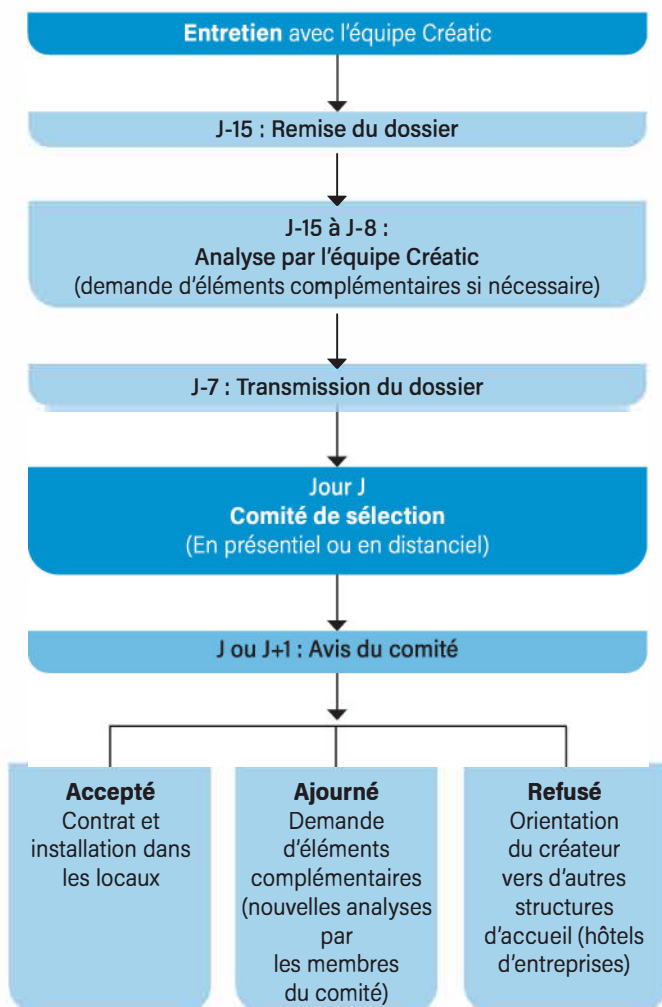 Entretien avec l'équipe Créatic
J-15 : Remise du dossier
J-15 à J-8 :
Analyse par l'équipe Créatic
(demande d'éléments complémentaires si nécessaire)
J-7 : Transmission du dossier
Jour J
Comité de sélection
(En présentiel ou en distanciel)
J ou J+1 : Avis du comité
Accepté
Contrat et
installation dans
les locaux
Ajourné
Demande
d'éléments
complémentaires
(nouvelles analyses
par
les membres
du comité)
Refusé
Orientation
du créateur
vers d'autres
structures
d'accueil (hôtels
d'entreprises)